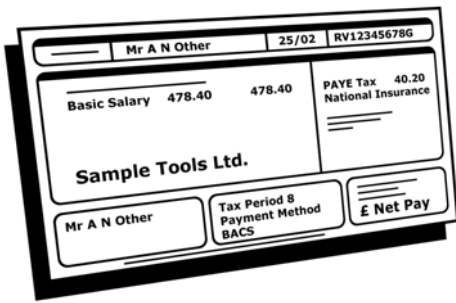 Mr A N Other 25/02 RV12345678G
Basic Salary 478.40 478.40
PAYE Tax 40.20
National Insurance
Sample Tools Ltd.
Mr A N Other
Tax Period 8
Payment Method
BACS
£ Net Pay